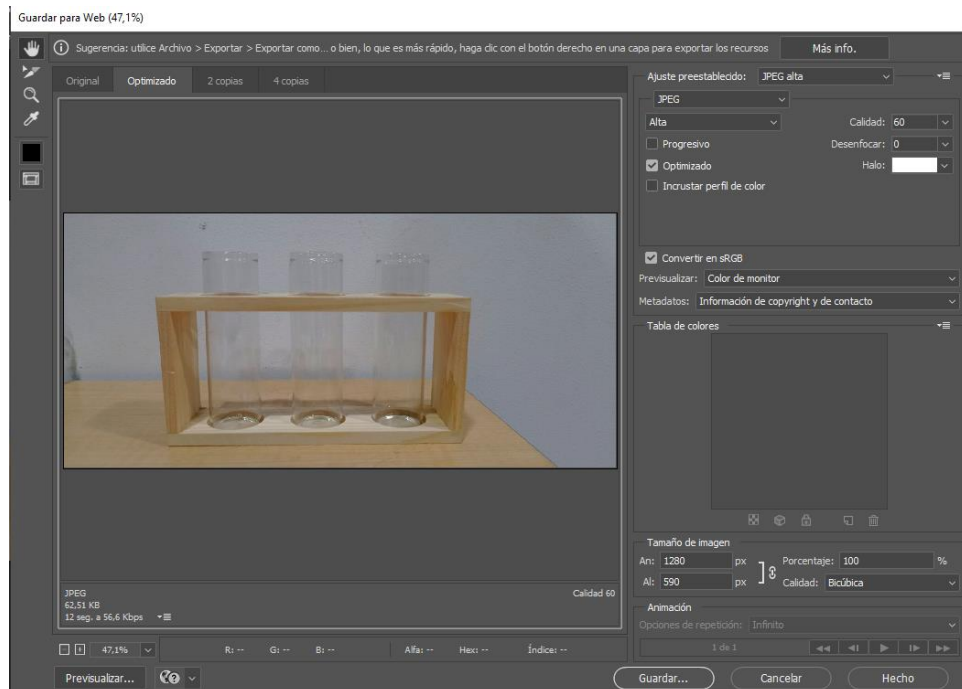 Guardar para Web (47,1%)
Sugerencia: utilice Archivo > Exportar > Exportar como... o bien, lo que es más rápido, haga clic con el botón derecho en una capa para exportar los recursos
Más info.
Original Optimizado 2 copias 4 copias
Ajuste preestablecido: JPEG alta
JPEG
Alta Calidad: 60
Progresivo Desenfocar: 0
Optimizado Halo:
Incrustar perfil de color
Convertir en sRGB
Previsualizar: Color de monitor
Metadatos: Información de copyright y de contacto
Tabla de colores
Tamaño de imagen
An: 1280 px Porcentaje: 100 %
Al: 590 px Calidad: Bicúbica
JPEG Calidad 60
62,51 KB
12 seg. a 56,6 Kbps
Animación
Opciones de repetición: Infinito
1 de 1
47,1% R: -- G: -- B: -- Alfa: -- Hex: -- Índice: --
Previsualizar... Guardar... Cancelar Hecho